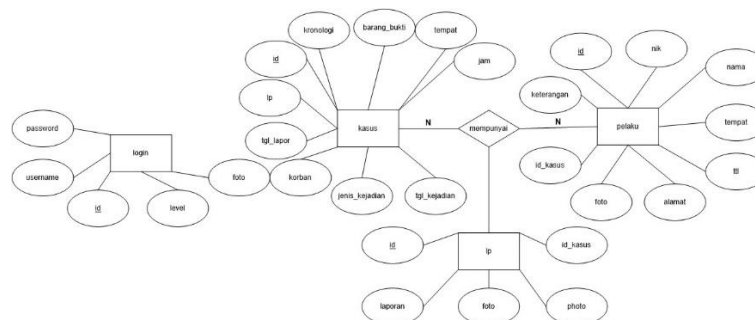 kronologi
barang_bukti
tempat
id
jam
lp
kasus
tgl_lapor
korban
jenis_kejadian
tgl_kejadian
N
mempunyai
N
id
nik
nama
keterangan
pelaku
tempat
id_kasus
ttl
foto
alamat
password
login
username
id
level
foto
id
lp
id_kasus
laporan
foto
photo